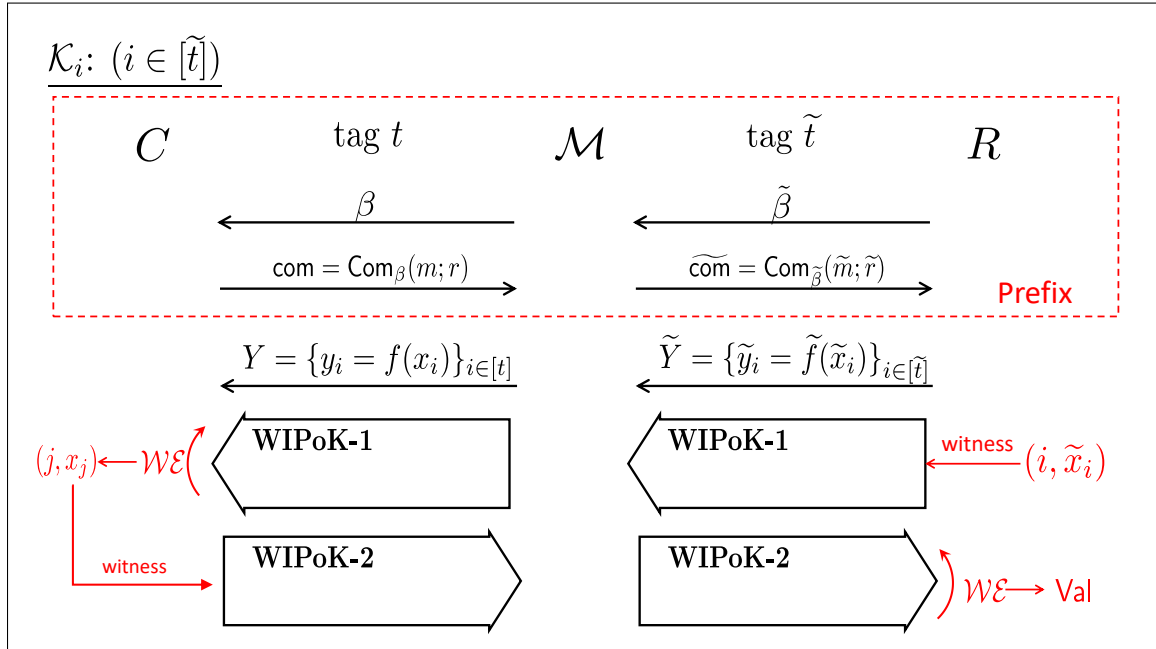 𝒦ᵢ: (i ∈ [t̃])
C tag t ℳ tag t̃ R
β β̃
com = Com_β(m; r) c͠om = Com_β̃(m̃; r̃)
Prefix
Y = {yᵢ = f(xᵢ)}_{i∈[t]} Ỹ = {ỹᵢ = f̃(x̃ᵢ)}_{i∈[t̃]}
WIPoK-1 WIPoK-1
(j, xⱼ) 𝒲ℰ witness (i, x̃ᵢ)
WIPoK-2 WIPoK-2
witness 𝒲ℰ Val